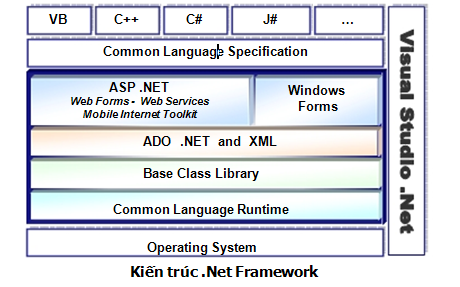 VB C++ C# J# ...
Common Language Specification
ASP .NET
Web Forms - Web Services
Mobile Internet Toolkit
Windows
Forms
ADO .NET and XML
Base Class Library
Common Language Runtime
Operating System
Visual Studio .Net
Kiến trúc .Net Framework